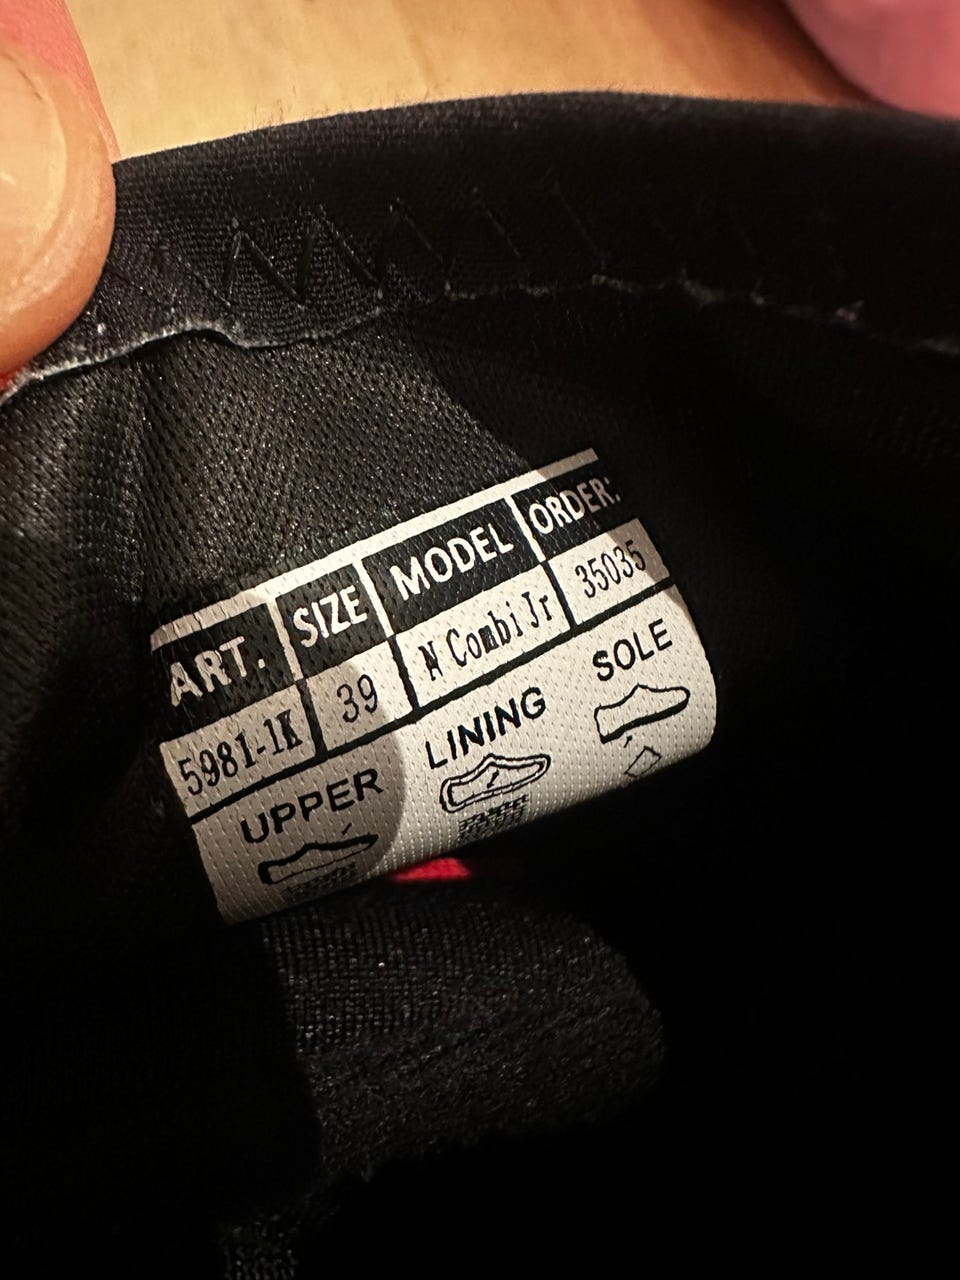 ART. SIZE MODEL ORDER:
5981-1K 39 N Combi Jr 35035
UPPER LINING SOLE